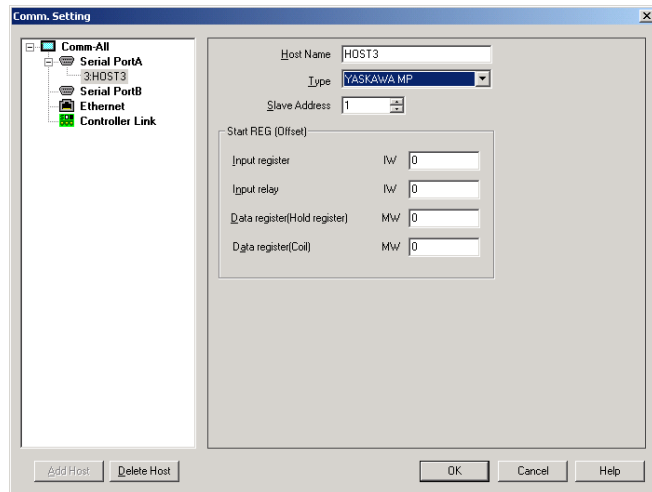 Comm. Setting
Comm-All
Serial PortA
3:HOST3
Serial PortB
Ethernet
Controller Link
Host Name HOST3
Type YASKAWA MP
Slave Address 1
Start REG (Offset)
Input register IW 0
Input relay IW 0
Data register(Hold register) MW 0
Data register(Coil) MW 0
Add Host Delete Host OK Cancel Help